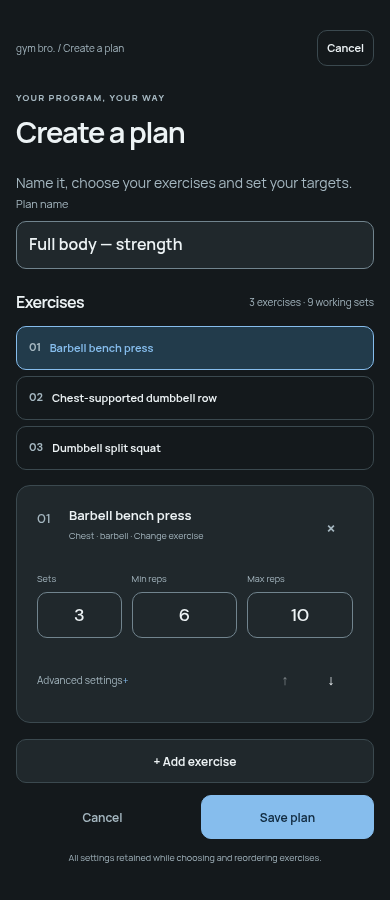 gym bro. / Create a plan
Cancel
YOUR PROGRAM, YOUR WAY
Create a plan
Name it, choose your exercises and set your targets.
Plan name
Full body — strength
Exercises
3 exercises · 9 working sets
01 Barbell bench press
02 Chest-supported dumbbell row
03 Dumbbell split squat
01 Barbell bench press ×
Chest · barbell · Change exercise
Sets Min reps Max reps
3 6 10
Advanced settings+ ↑ ↓
+ Add exercise
Cancel Save plan
All settings retained while choosing and reordering exercises.